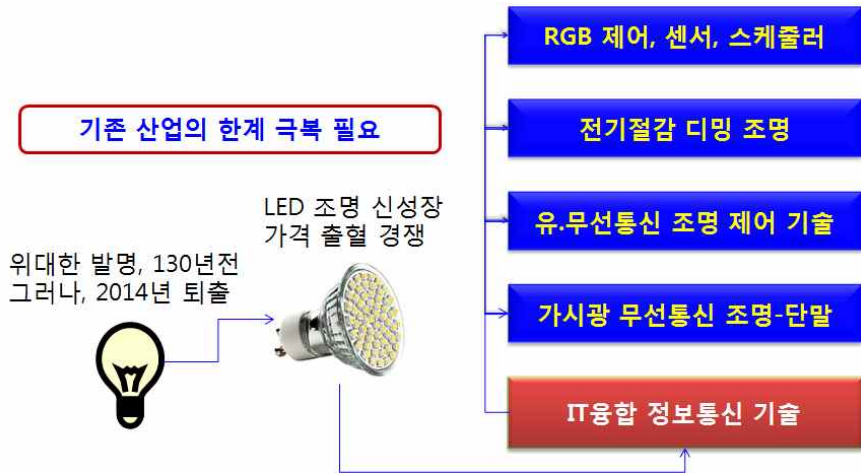 RGB 제어, 센서, 스케줄러
기존 산업의 한계 극복 필요
전기절감 디밍 조명
LED 조명 신성장
가격 출혈 경쟁
유.무선통신 조명 제어 기술
위대한 발명, 130년전
그러나, 2014년 퇴출
가시광 무선통신 조명-단말
IT융합 정보통신 기술